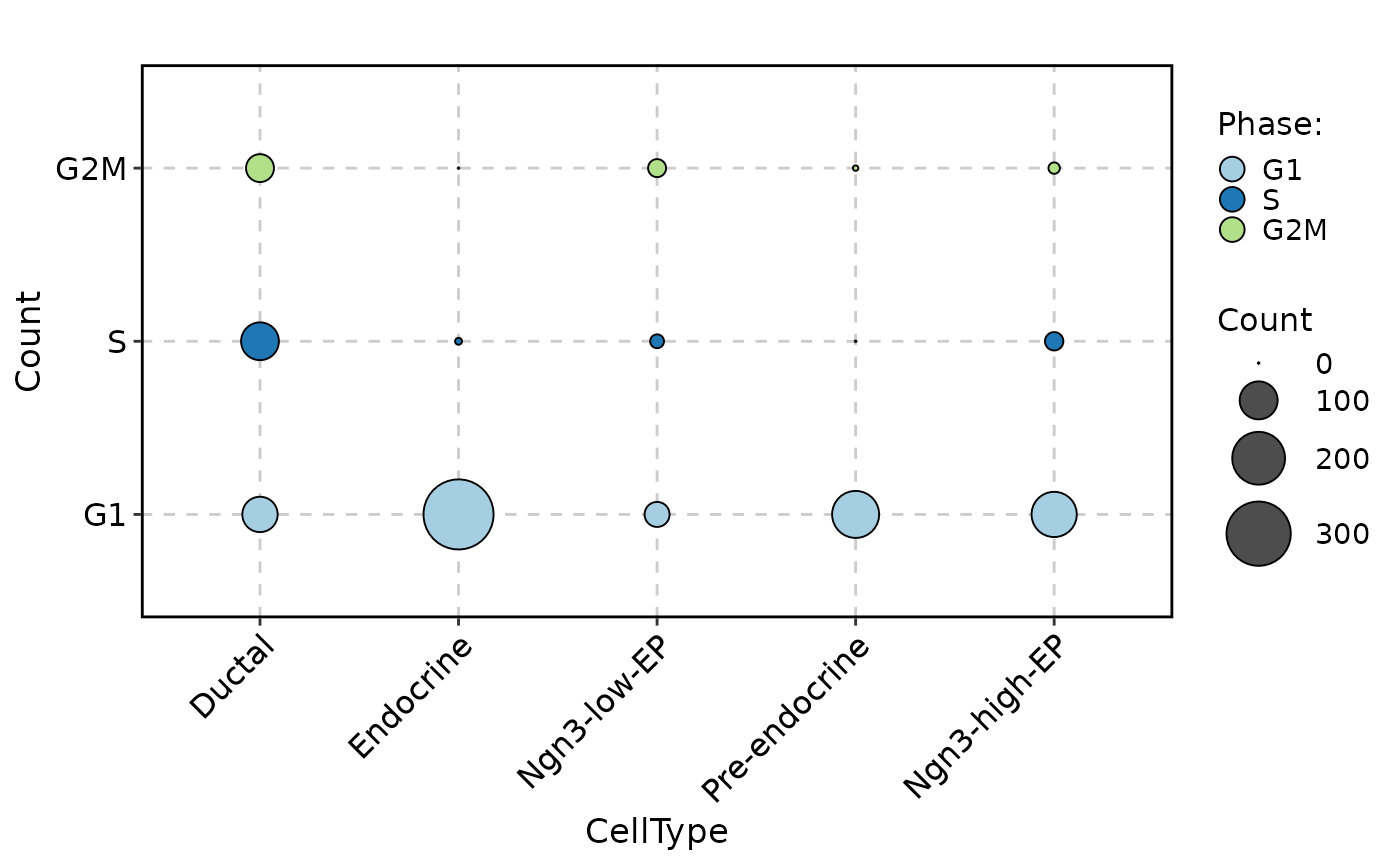 Count
G2M
S
G1
Ductal
Endocrine
Ngn3-low-EP
Pre-endocrine
Ngn3-high-EP
CellType
Phase:
G1
S
G2M
Count
0
100
200
300